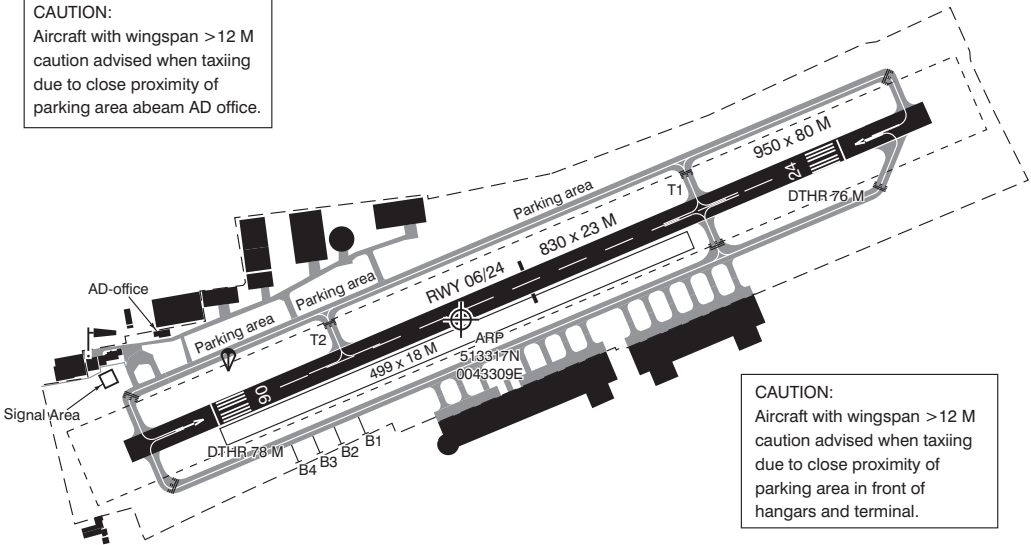 CAUTION:
Aircraft with wingspan >12 M
caution advised when taxiing
due to close proximity of
parking area abeam AD office.
950 x 80 M
24
T1
DTHR 76 M
Parking area
830 x 23 M
RWY 06/24
Parking area
AD-office
Parking area
T2
ARP
513317N
0043309E
499 x 18 M
06
Signal Area
DTHR 78 M
B1
B2
B3
B4
CAUTION:
Aircraft with wingspan >12 M
caution advised when taxiing
due to close proximity of
parking area in front of
hangars and terminal.